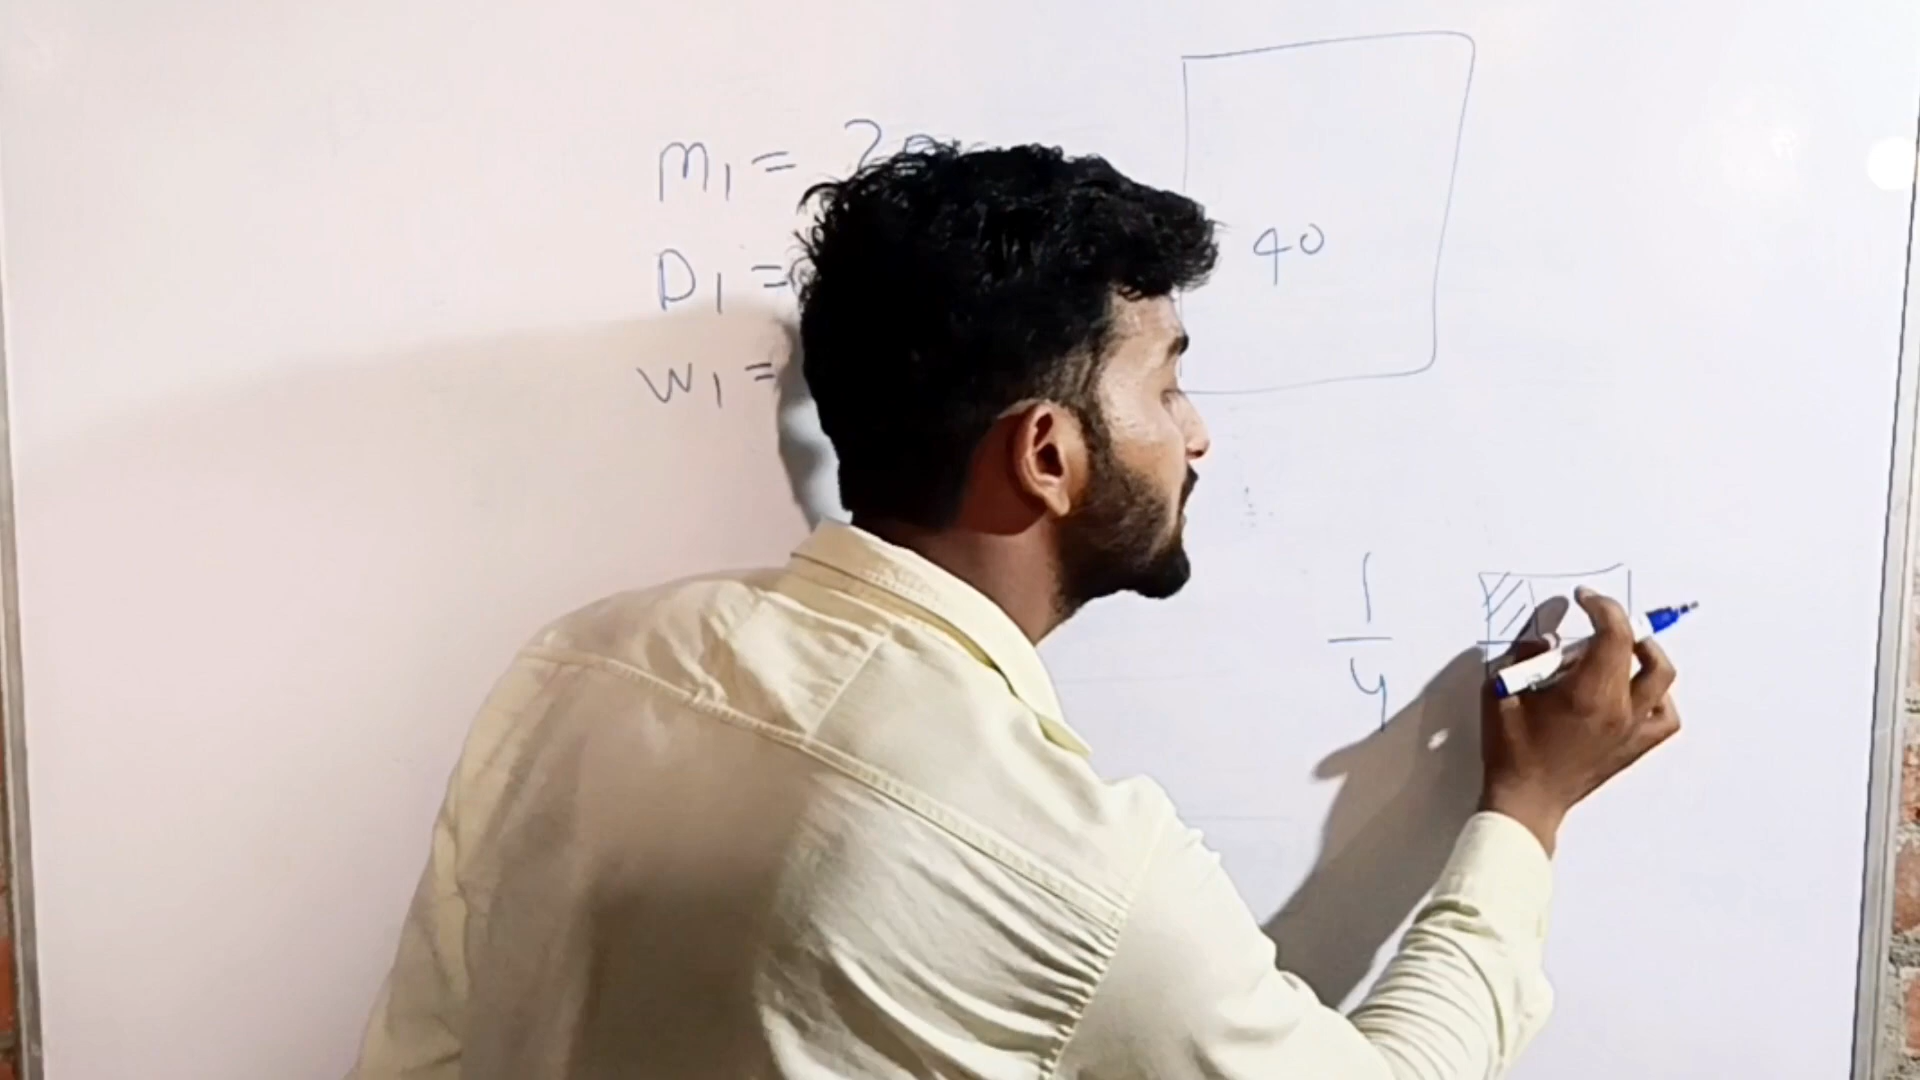 m₁ =
D₁ =
w₁ =
40
1/4